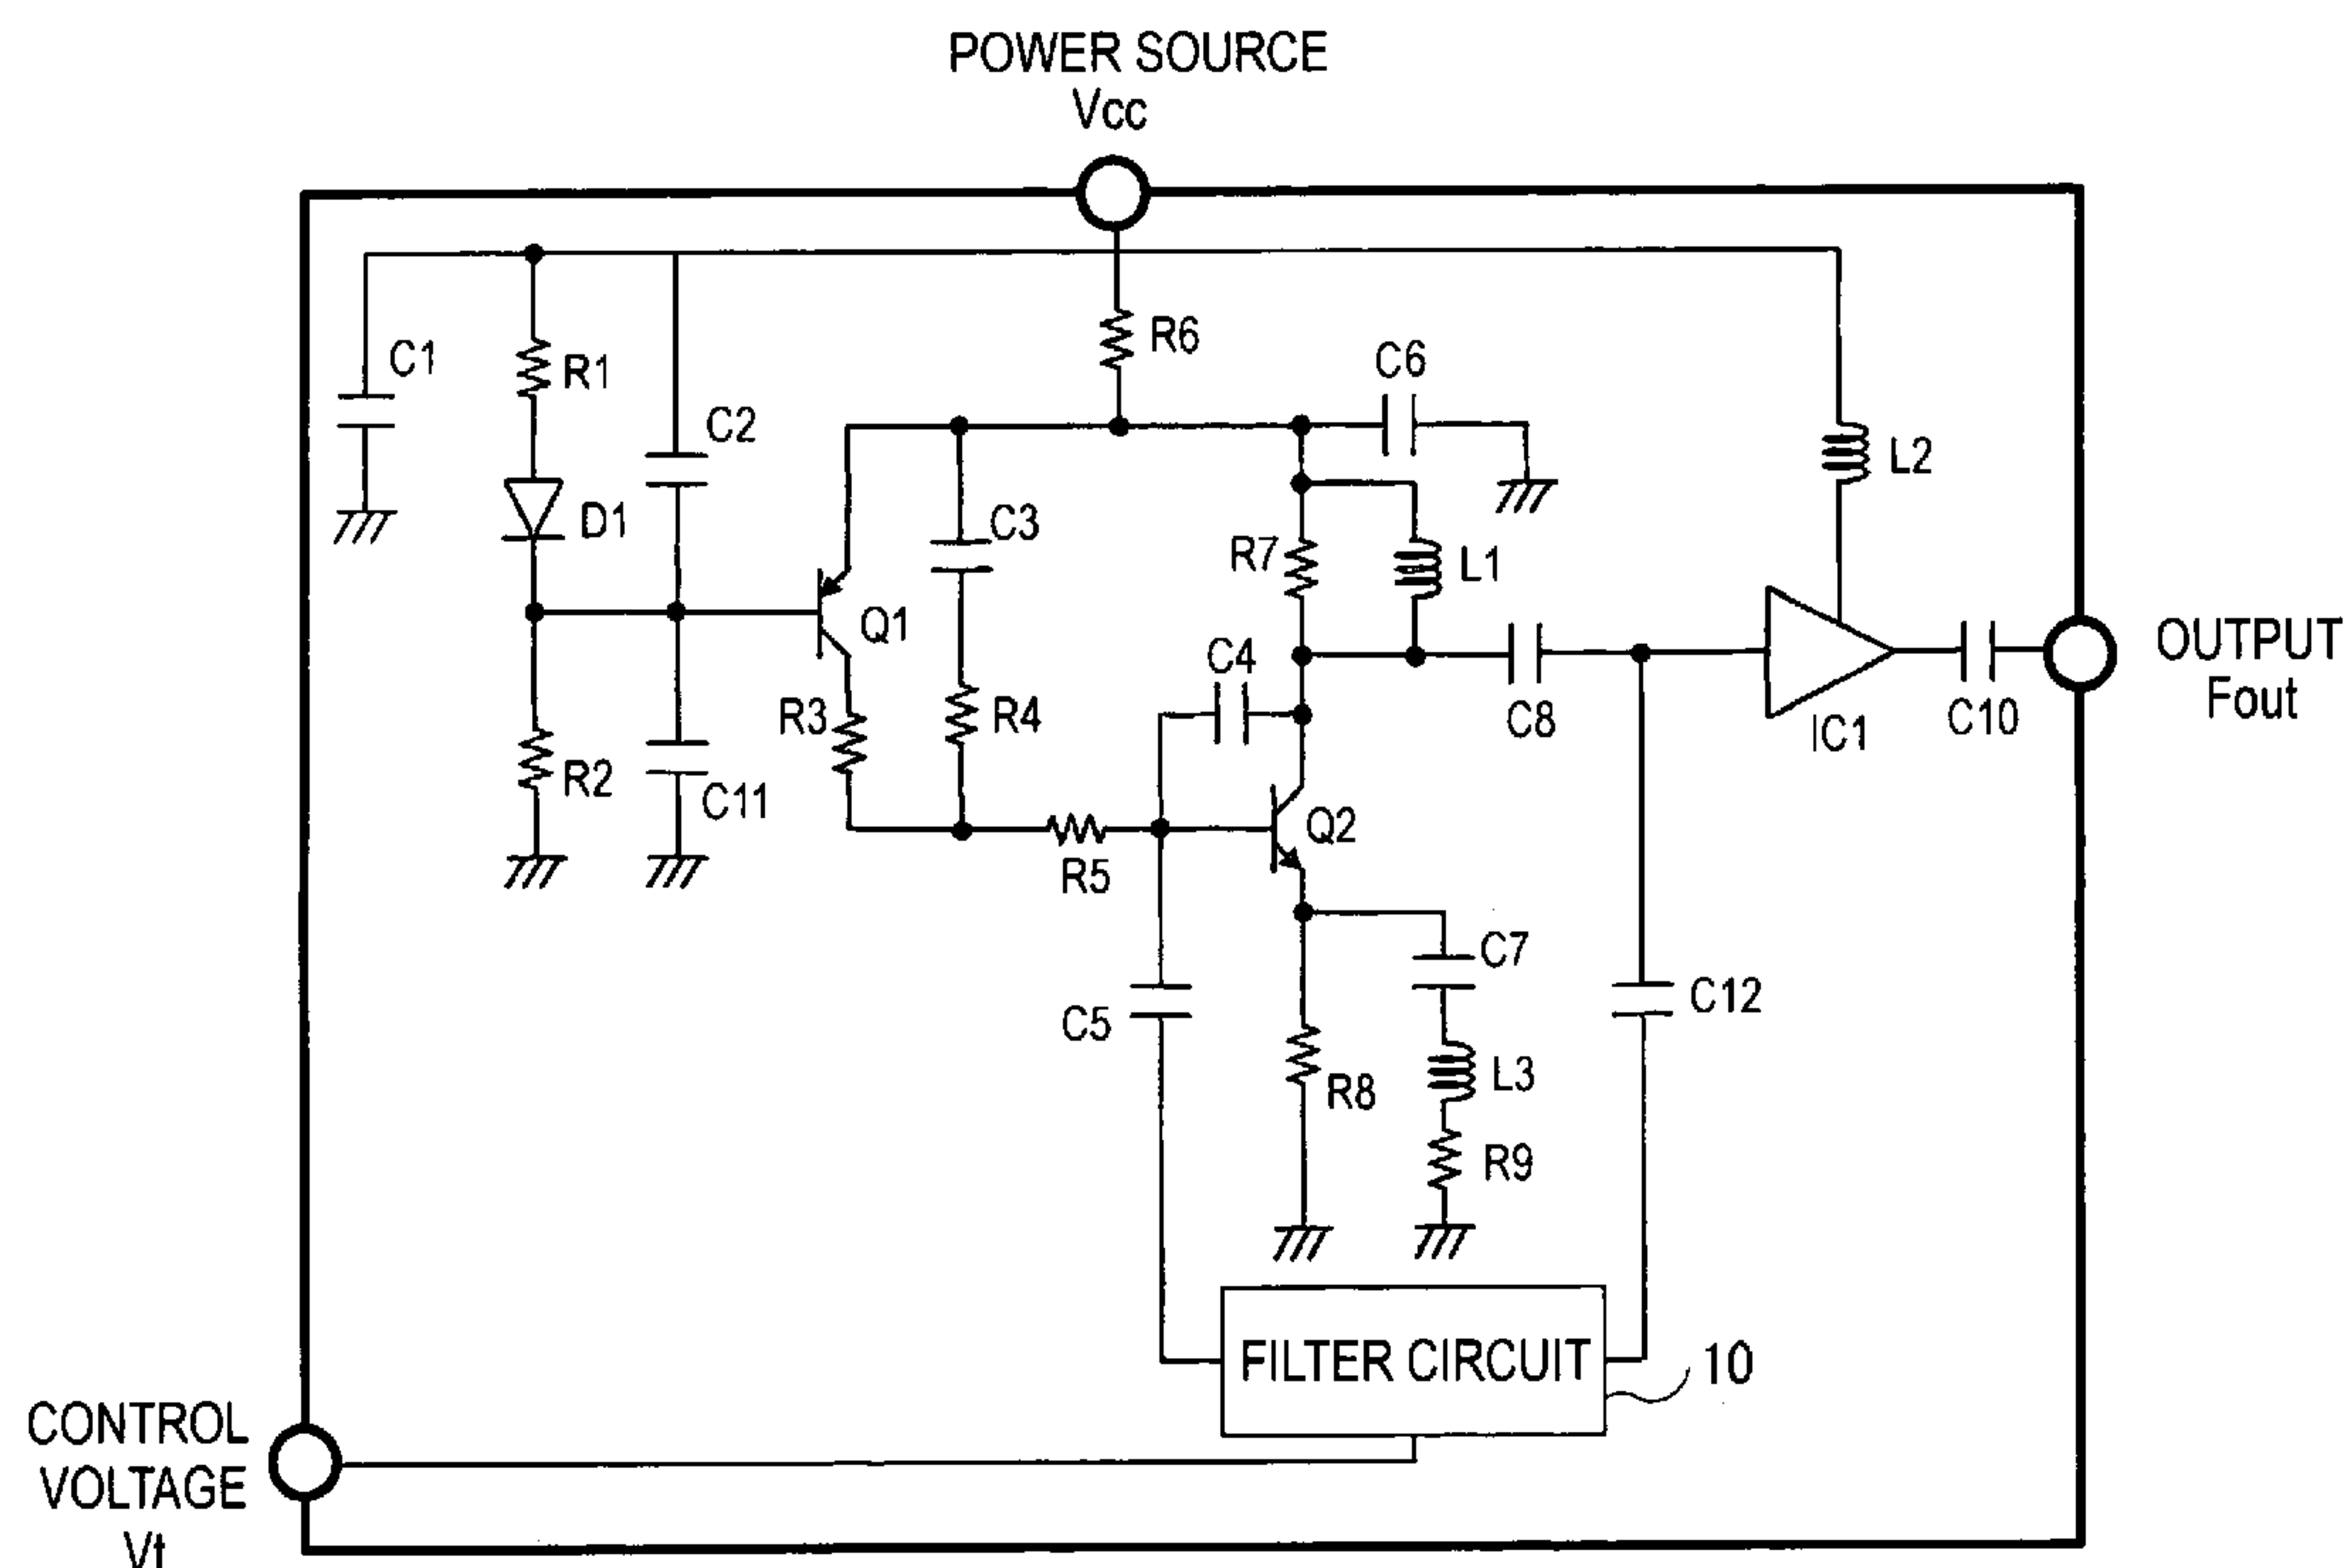 POWER SOURCE
Vcc
C1
R1
R6
C6
C2
L2
D1
C3
R7
L1
Q1
C4
OUTPUT
Fout
R3
R4
C8
IC1
C10
R2
C11
Q2
R5
C7
C5
C12
R8
L3
R9
FILTER CIRCUIT
10
CONTROL
VOLTAGE
Vt